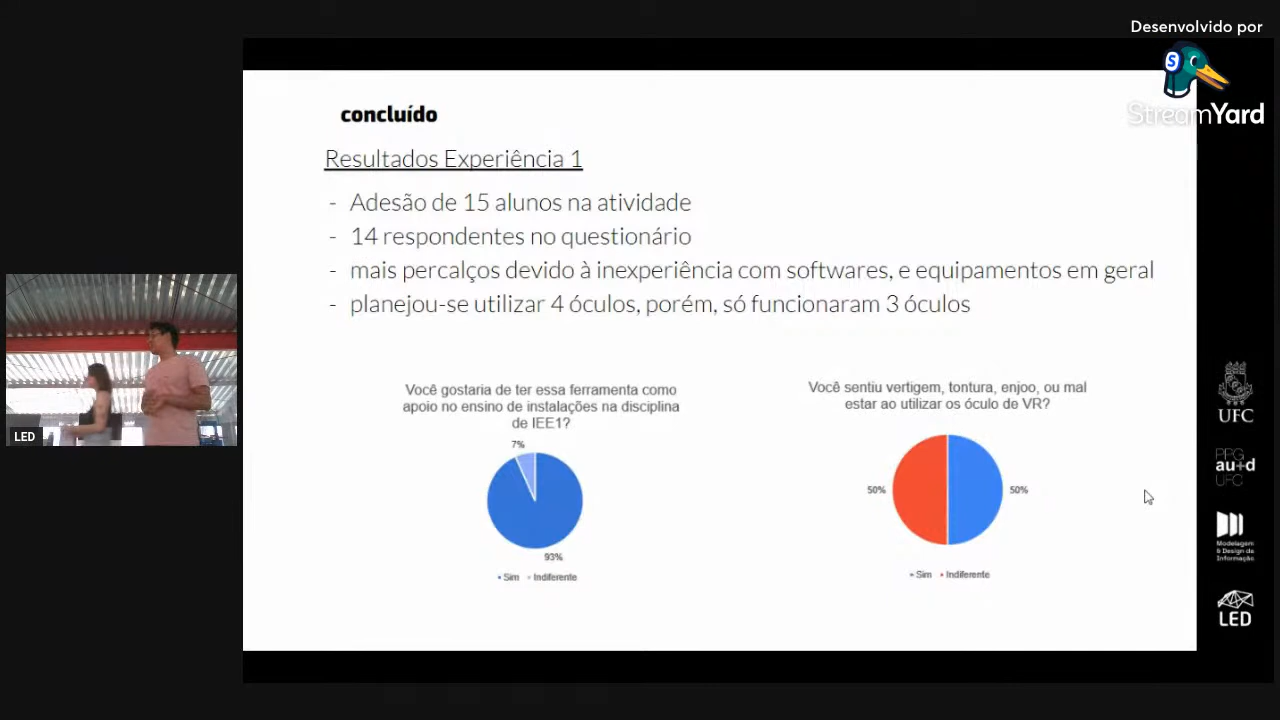 Desenvolvido por
StreamYard
concluído
Resultados Experiência 1
- Adesão de 15 alunos na atividade
- 14 respondentes no questionário
- mais percalços devido à inexperiência com softwares, e equipamentos em geral
- planejou-se utilizar 4 óculos, porém, só funcionaram 3 óculos
Você gostaria de ter essa ferramenta como
apoio no ensino de instalações na disciplina
de IEE1?
7%
93%
Sim Indiferente
Você sentiu vertigem, tontura, enjoo, ou mal
estar ao utilizar os óculo de VR?
50%
50%
Sim Indiferente
LED
UFC
PPG
au+d
UFC
Modelagem
& Design da
Informação
LED